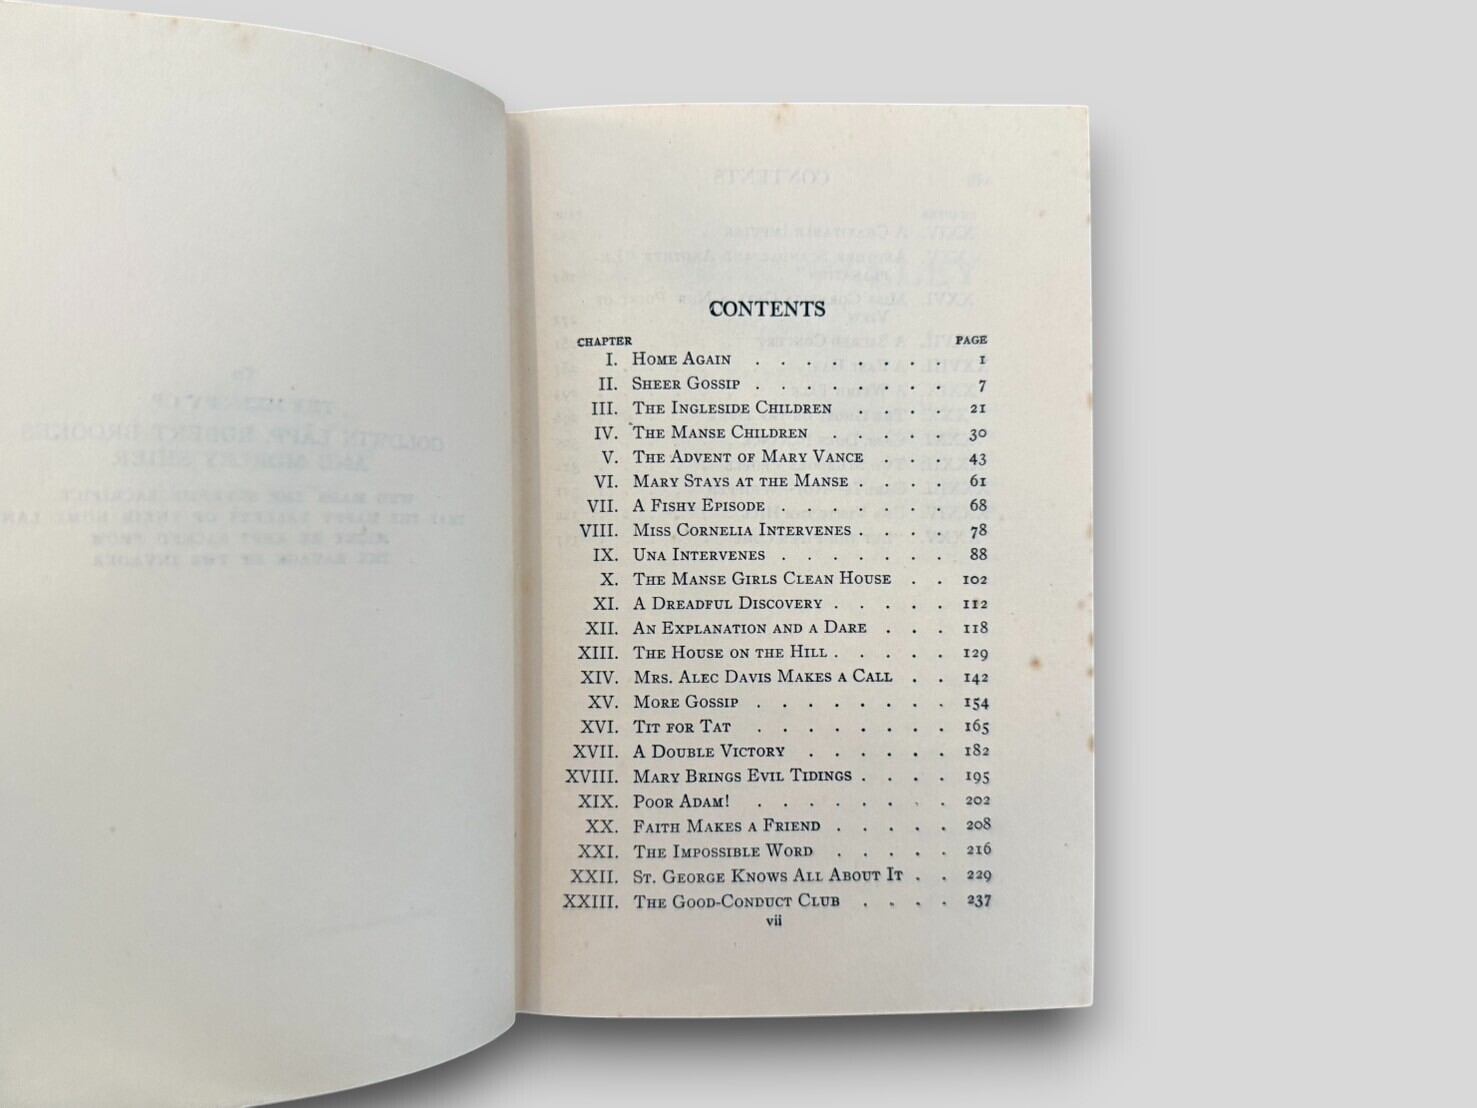 CONTENTS
CHAPTER PAGE
I. HOME AGAIN . . . . . . . . 1
II. SHEER GOSSIP . . . . . . . . 7
III. THE INGLESIDE CHILDREN . . . . 21
IV. THE MANSE CHILDREN . . . . . 30
V. THE ADVENT OF MARY VANCE . . . 43
VI. MARY STAYS AT THE MANSE . . . . 61
VII. A FISHY EPISODE . . . . . . 68
VIII. MISS CORNELIA INTERVENES . . . . 78
IX. UNA INTERVENES . . . . . . . 88
X. THE MANSE GIRLS CLEAN HOUSE . . 102
XI. A DREADFUL DISCOVERY . . . . . 112
XII. AN EXPLANATION AND A DARE . . . 118
XIII. THE HOUSE ON THE HILL . . . . . 129
XIV. MRS. ALEC DAVIS MAKES A CALL . . 142
XV. MORE GOSSIP . . . . . . . . 154
XVI. TIT FOR TAT . . . . . . . . 165
XVII. A DOUBLE VICTORY . . . . . . 182
XVIII. MARY BRINGS EVIL TIDINGS . . . . 195
XIX. POOR ADAM! . . . . . . . . 202
XX. FAITH MAKES A FRIEND . . . . . 208
XXI. THE IMPOSSIBLE WORD . . . . . 216
XXII. ST. GEORGE KNOWS ALL ABOUT IT . . 229
XXIII. THE GOOD-CONDUCT CLUB . . . . 237
vii